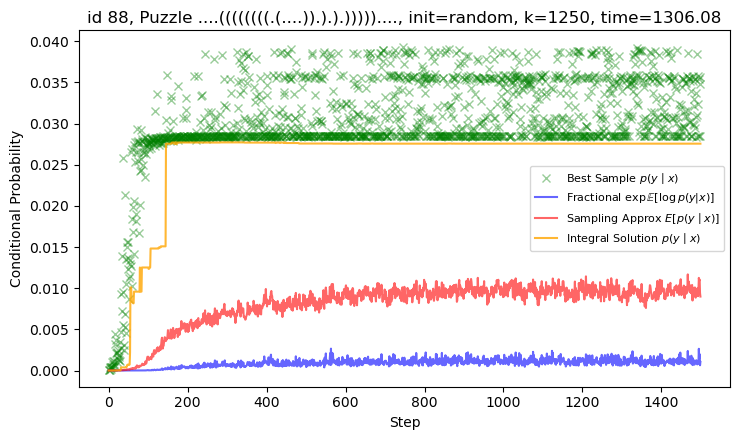 id 88, Puzzle ....((((((((.(.(....)).).).)))))...., init=random, k=1250, time=1306.08
0.040
0.035
0.030
0.025
0.020
0.015
0.010
0.005
0.000
Conditional Probability
Best Sample p(y | x)
Fractional exp 𝔼[log p(y|x)]
Sampling Approx E[p(y | x)]
Integral Solution p(y | x)
0 200 400 600 800 1000 1200 1400
Step